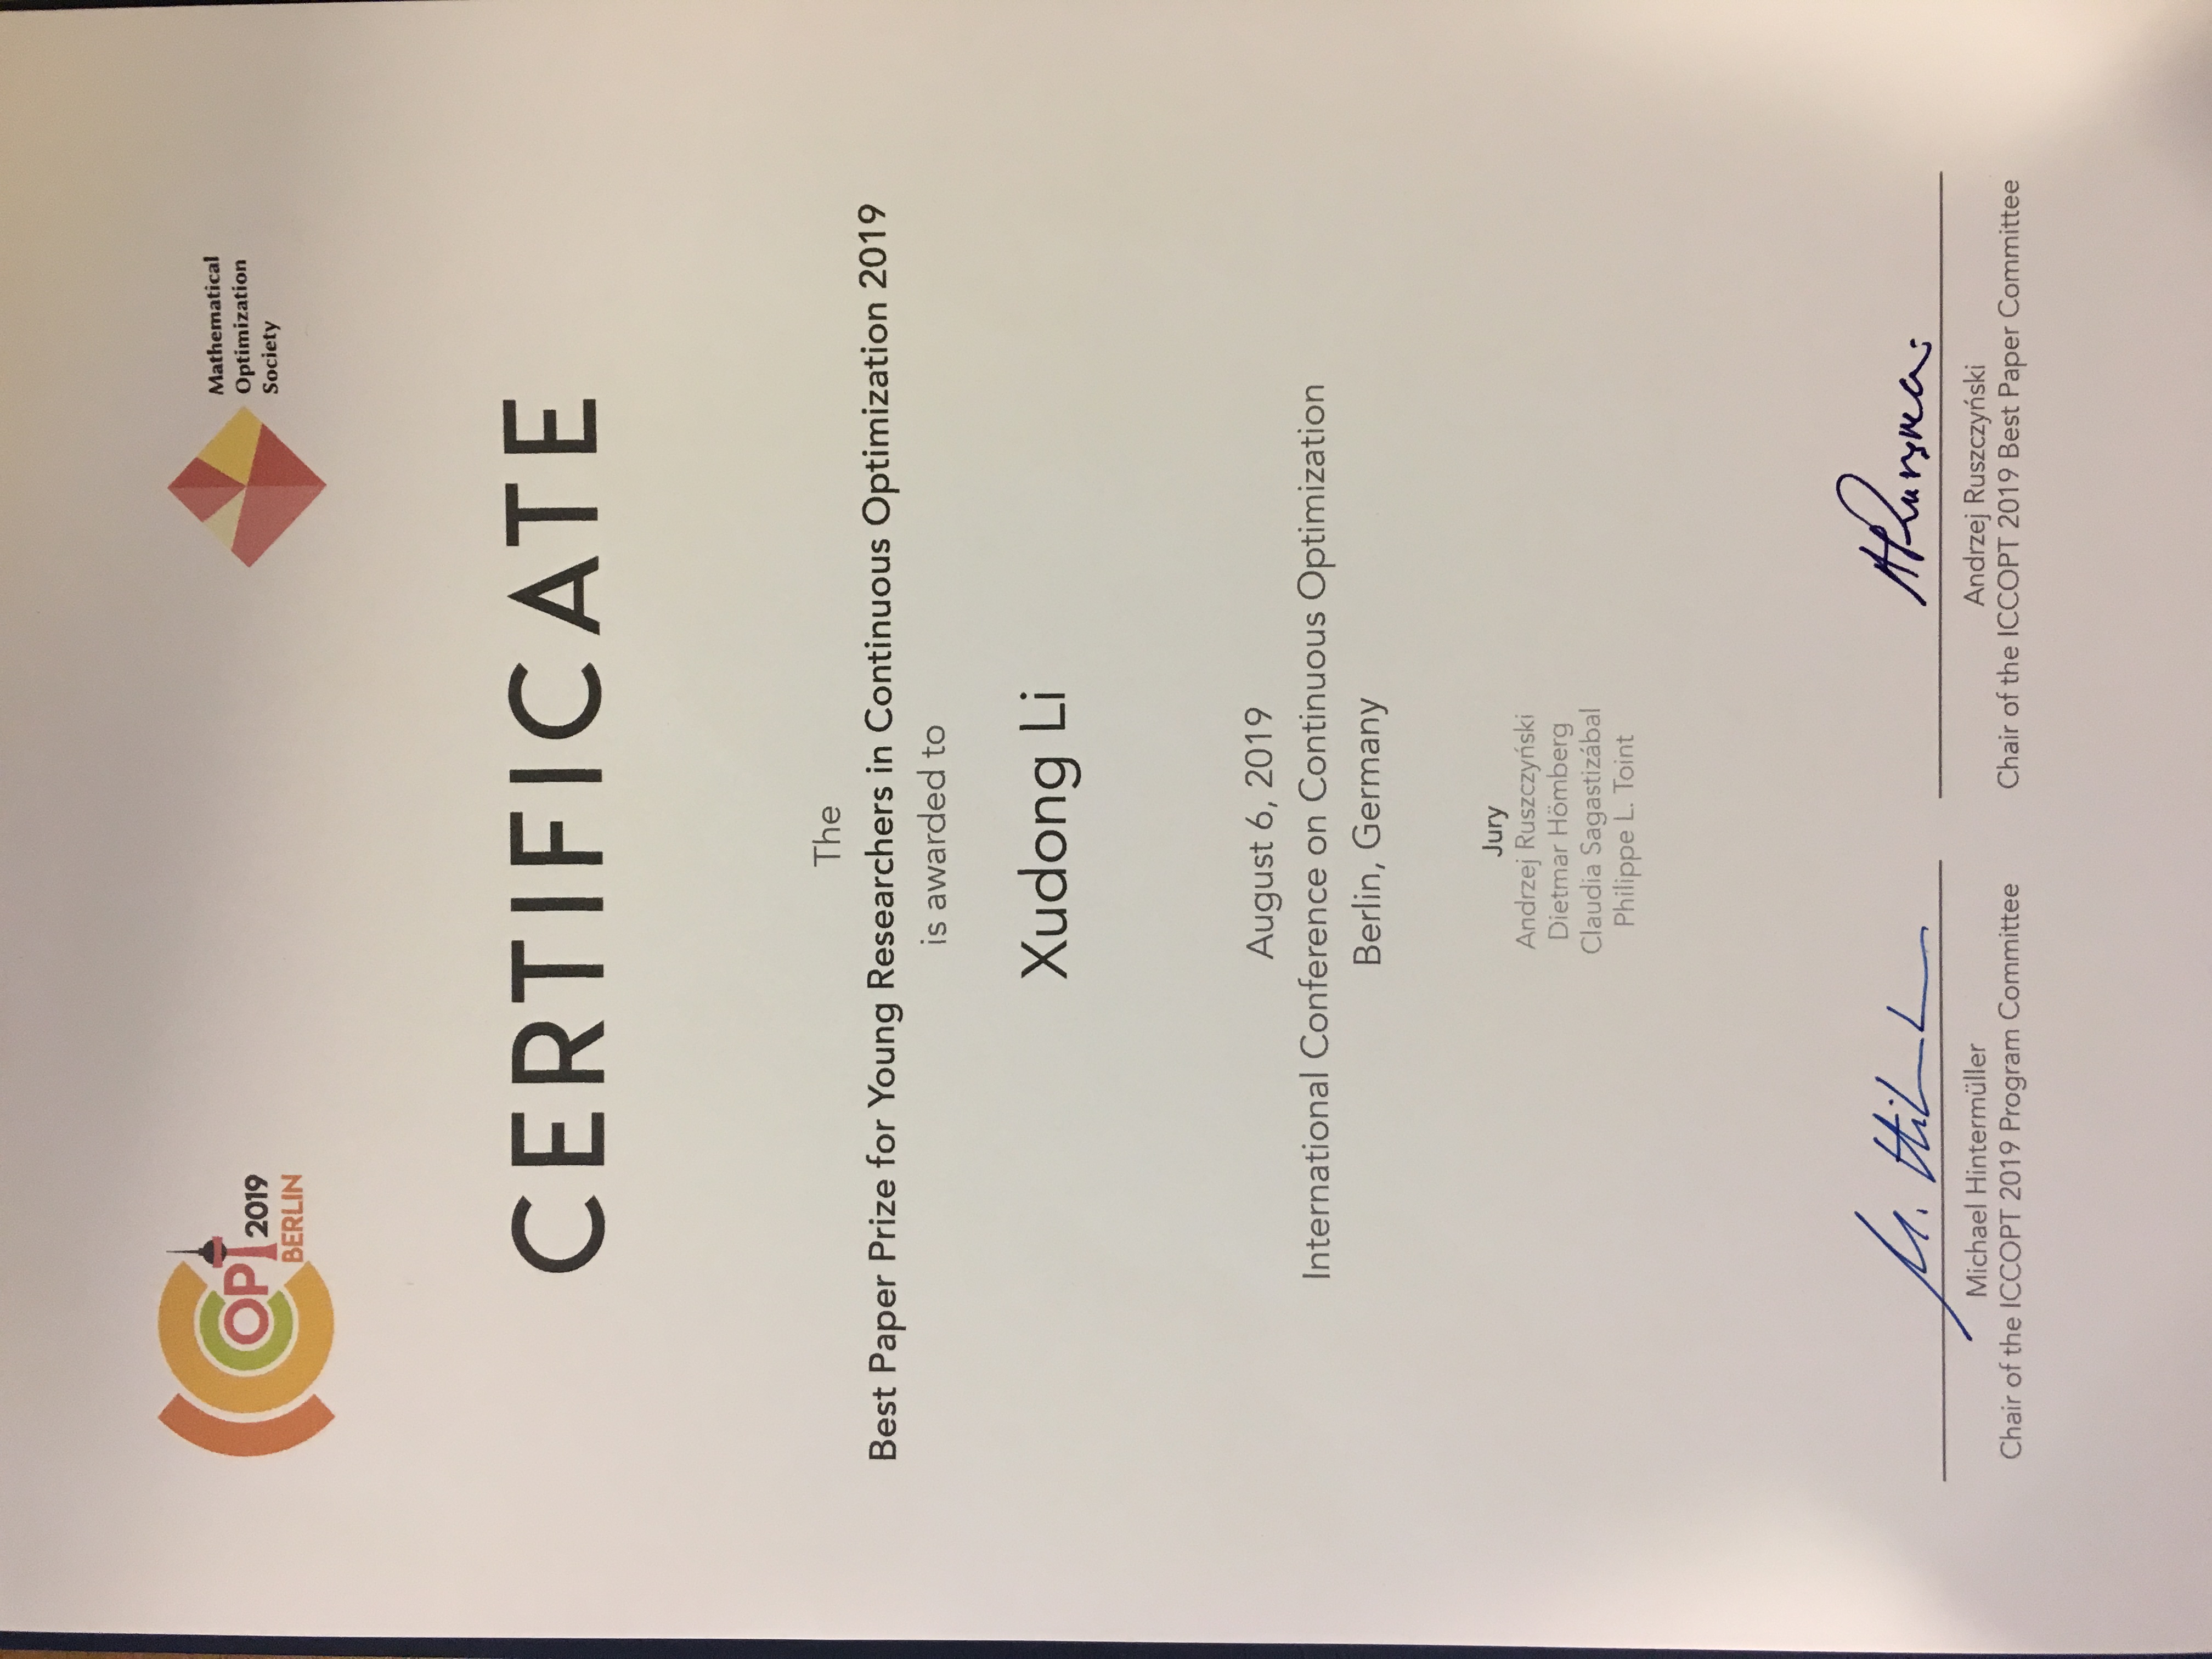 OPT 2019
BERLIN
Mathematical
Optimization
Society
CERTIFICATE
The
Best Paper Prize for Young Researchers in Continuous Optimization 2019
is awarded to
Xudong Li
August 6, 2019
International Conference on Continuous Optimization
Berlin, Germany
Jury
Andrzej Ruszczyński
Dietmar Hömberg
Claudia Sagastizábal
Philippe L. Toint
Michael Hintermüller
Chair of the ICCOPT 2019 Program Committee
Andrzej Ruszczyński
Chair of the ICCOPT 2019 Best Paper Committee